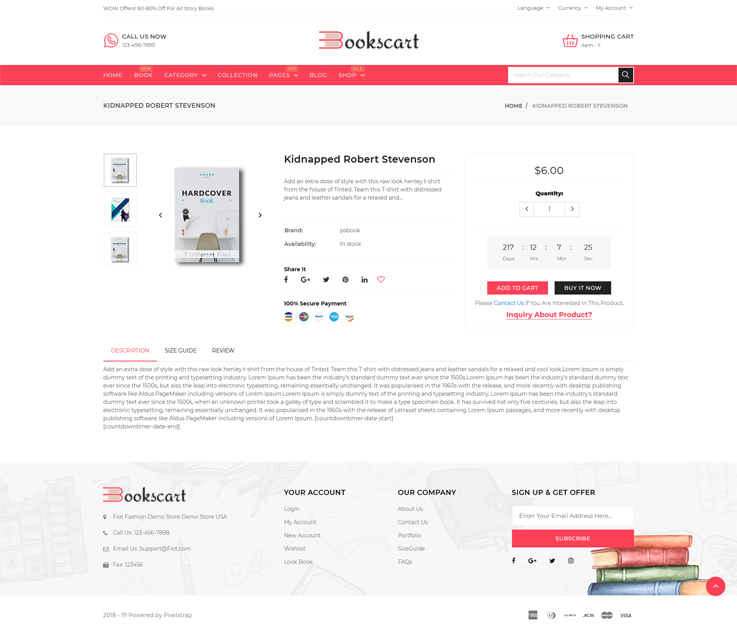 WOW Offers! 60-80% Off For All Story Books
Language Currency My Account
CALL US NOW
123-456-7890
Bookscart
SHOPPING CART
item - 0
NEW HOT SALE
HOME BOOK CATEGORY COLLECTION PAGES BLOG SHOP
Search Our Category
KIDNAPPED ROBERT STEVENSON
HOME / KIDNAPPED ROBERT STEVENSON
HARDCOVER
Book
7 Different Files
Kidnapped Robert Stevenson
Add an extra dose of style with this raw look henley t-shirt
from the house of Tinted. Team this T-shirt with distressed
jeans and leather sandals for a relaxed and...
Brand: psbook
Availability: In stock
Share It
100% Secure Payment
$6.00
Quantity:
1
217 : 12 : 7 : 25
Days Hrs Min Sec
ADD TO CART BUY IT NOW
Please Contact Us If You Are Interested In This Product.
Inquiry About Product?
DESCRIPTION SIZE GUIDE REVIEW
Add an extra dose of style with this raw look henley t-shirt from the house of Tinted. Team this T-shirt with distressed jeans and leather sandals for a relaxed and cool look.Lorem Ipsum is simply
dummy text of the printing and typesetting industry. Lorem Ipsum has been the industry's standard dummy text ever since the 1500s.Lorem Ipsum has been the industry's standard dummy text
ever since the 1500s, but also the leap into electronic typesetting, remaining essentially unchanged. It was popularised in the 1960s with the release, and more recently with desktop publishing
software like Aldus PageMaker including versions of Lorem Ipsum.Lorem Ipsum is simply dummy text of the printing and typesetting industry. Lorem Ipsum has been the industry's standard
dummy text ever since the 1500s, when an unknown printer took a galley of type and scrambled it to make a type specimen book. It has survived not only five centuries, but also the leap into
electronic typesetting, remaining essentially unchanged. It was popularised in the 1960s with the release of Letraset sheets containing Lorem Ipsum passages, and more recently with desktop
publishing software like Aldus PageMaker including versions of Lorem Ipsum. [countdowntimer-date-start]
[countdowntimer-date-end]
Bookscart
Fiot Fashion Demo Store Demo Store USA
Call Us: 123-456-7898
Email Us: Support@Fiot.com
Fax: 123456
YOUR ACCOUNT
Login
My Account
New Account
Wishlist
Look Book
OUR COMPANY
About Us
Contact Us
Portfolio
SizeGuide
FAQs
SIGN UP & GET OFFER
Enter Your Email Address Here...
SUBSCRIBE
2018 - 19 Powered by Pixelstrap
JCB VISA